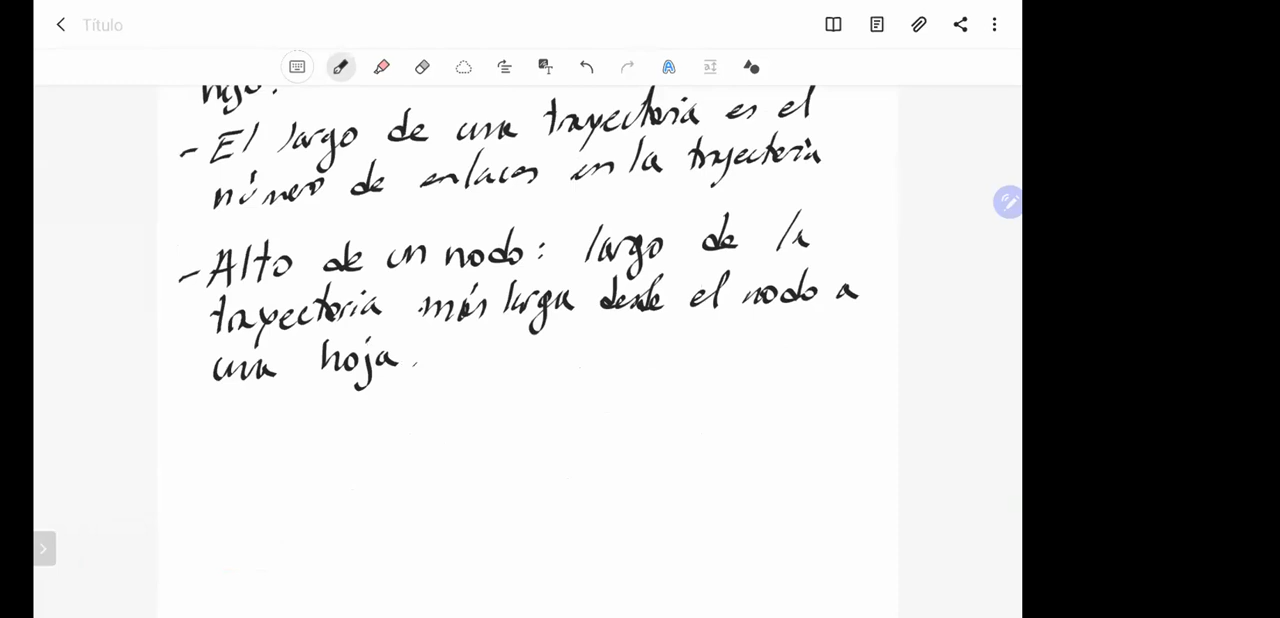 Título
hijo.
- El largo de una trayectoria es el
número de enlaces en la trayectoria
- Alto de un nodo: largo de la
trayectoria más larga desde el nodo a
una hoja.